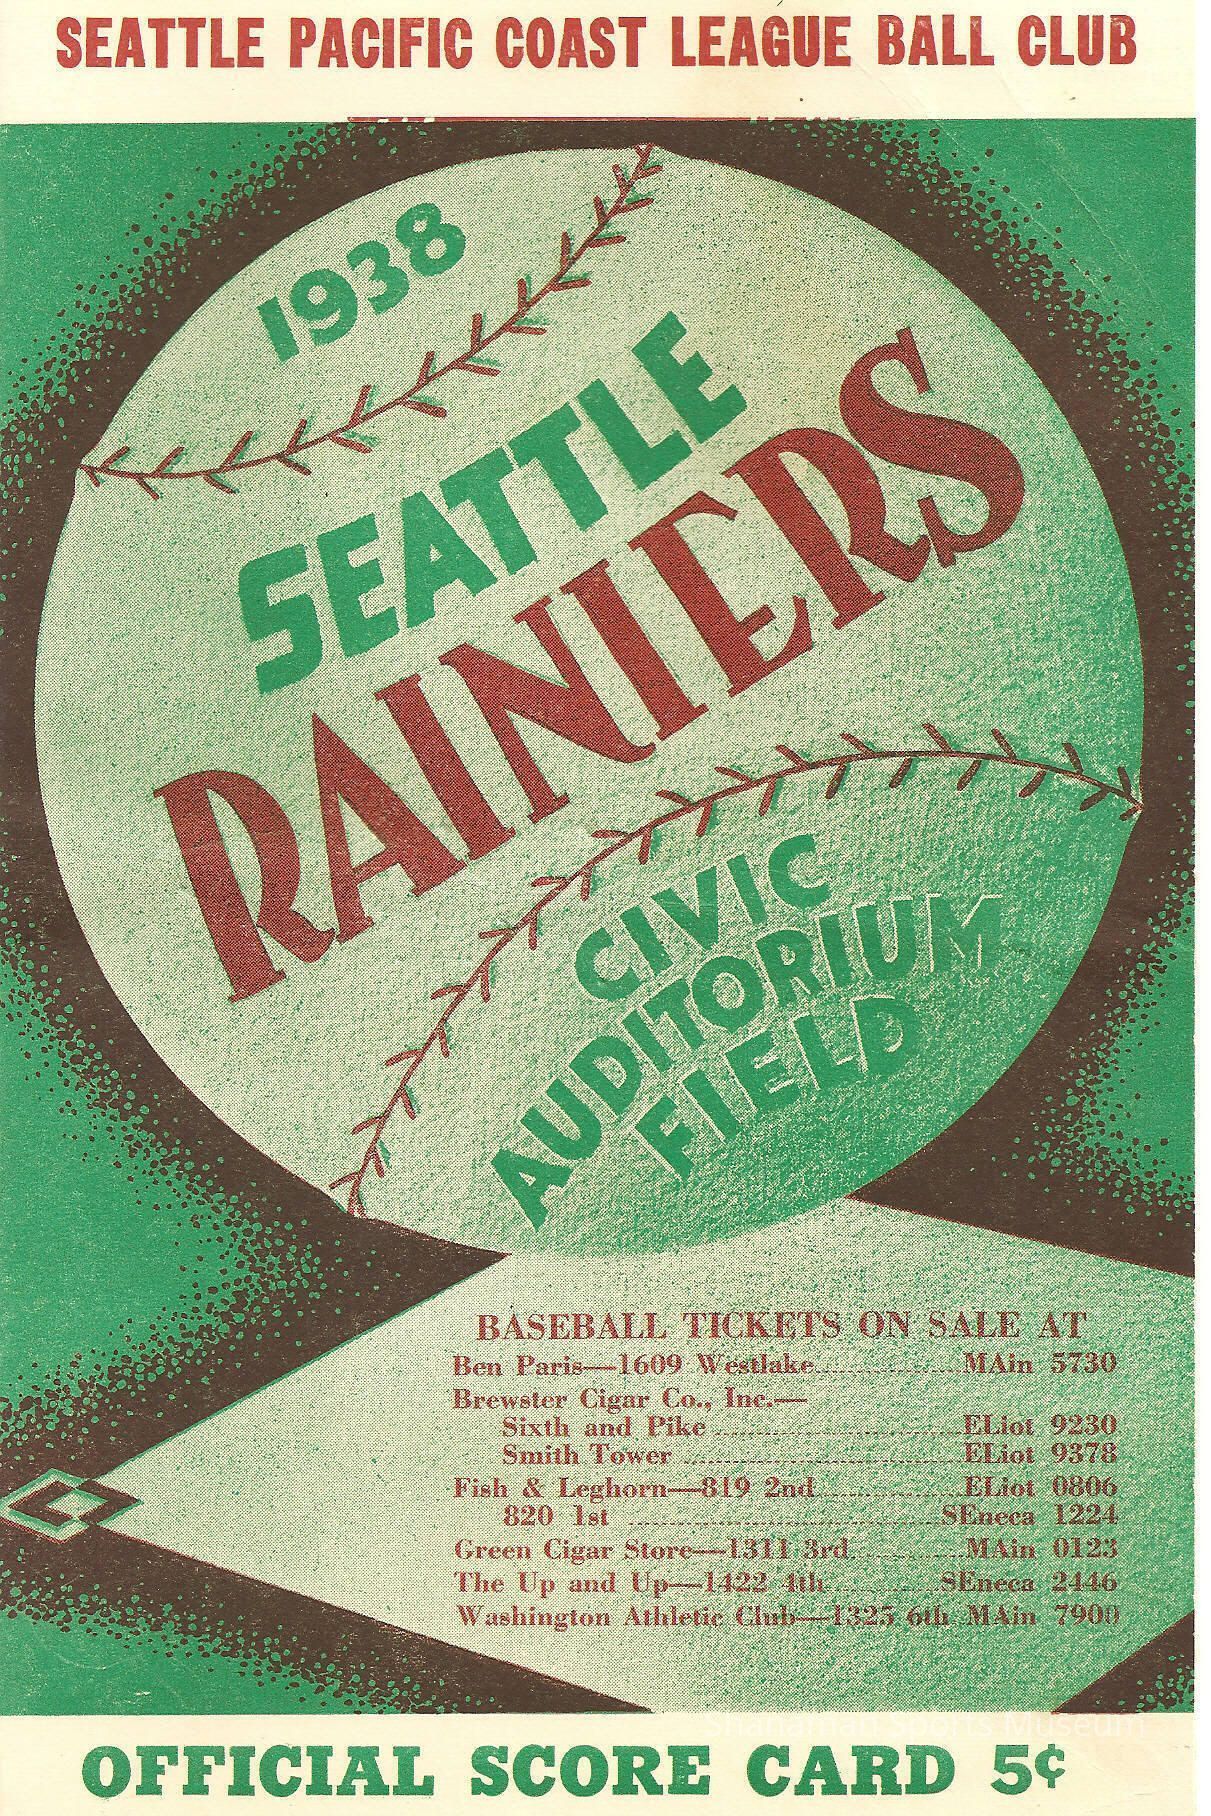 SEATTLE PACIFIC COAST LEAGUE BALL CLUB
1938
SEATTLE
RAINIERS
CIVIC
AUDITORIUM
FIELD
BASEBALL TICKETS ON SALE AT
Ben Paris—1609 Westlake..........MAin 5730
Brewster Cigar Co., Inc.—
Sixth and Pike..........ELiot 9230
Smith Tower..........ELiot 9378
Fish & Leghorn—819 2nd..........ELiot 0806
820 1st ..........SEneca 1224
Green Cigar Store—1311 3rd..........MAin 0123
The Up and Up—1422 4th..........SEneca 2446
Washington Athletic Club—1325 6th MAin 7900
Shanaman Sports Museum
OFFICIAL SCORE CARD 5¢